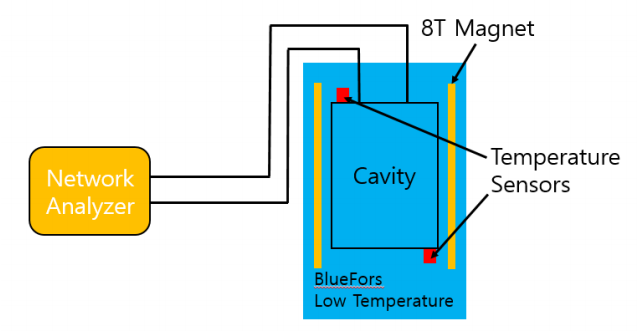 8T Magnet
Network
Analyzer
Cavity
Temperature
Sensors
BlueFors
Low Temperature